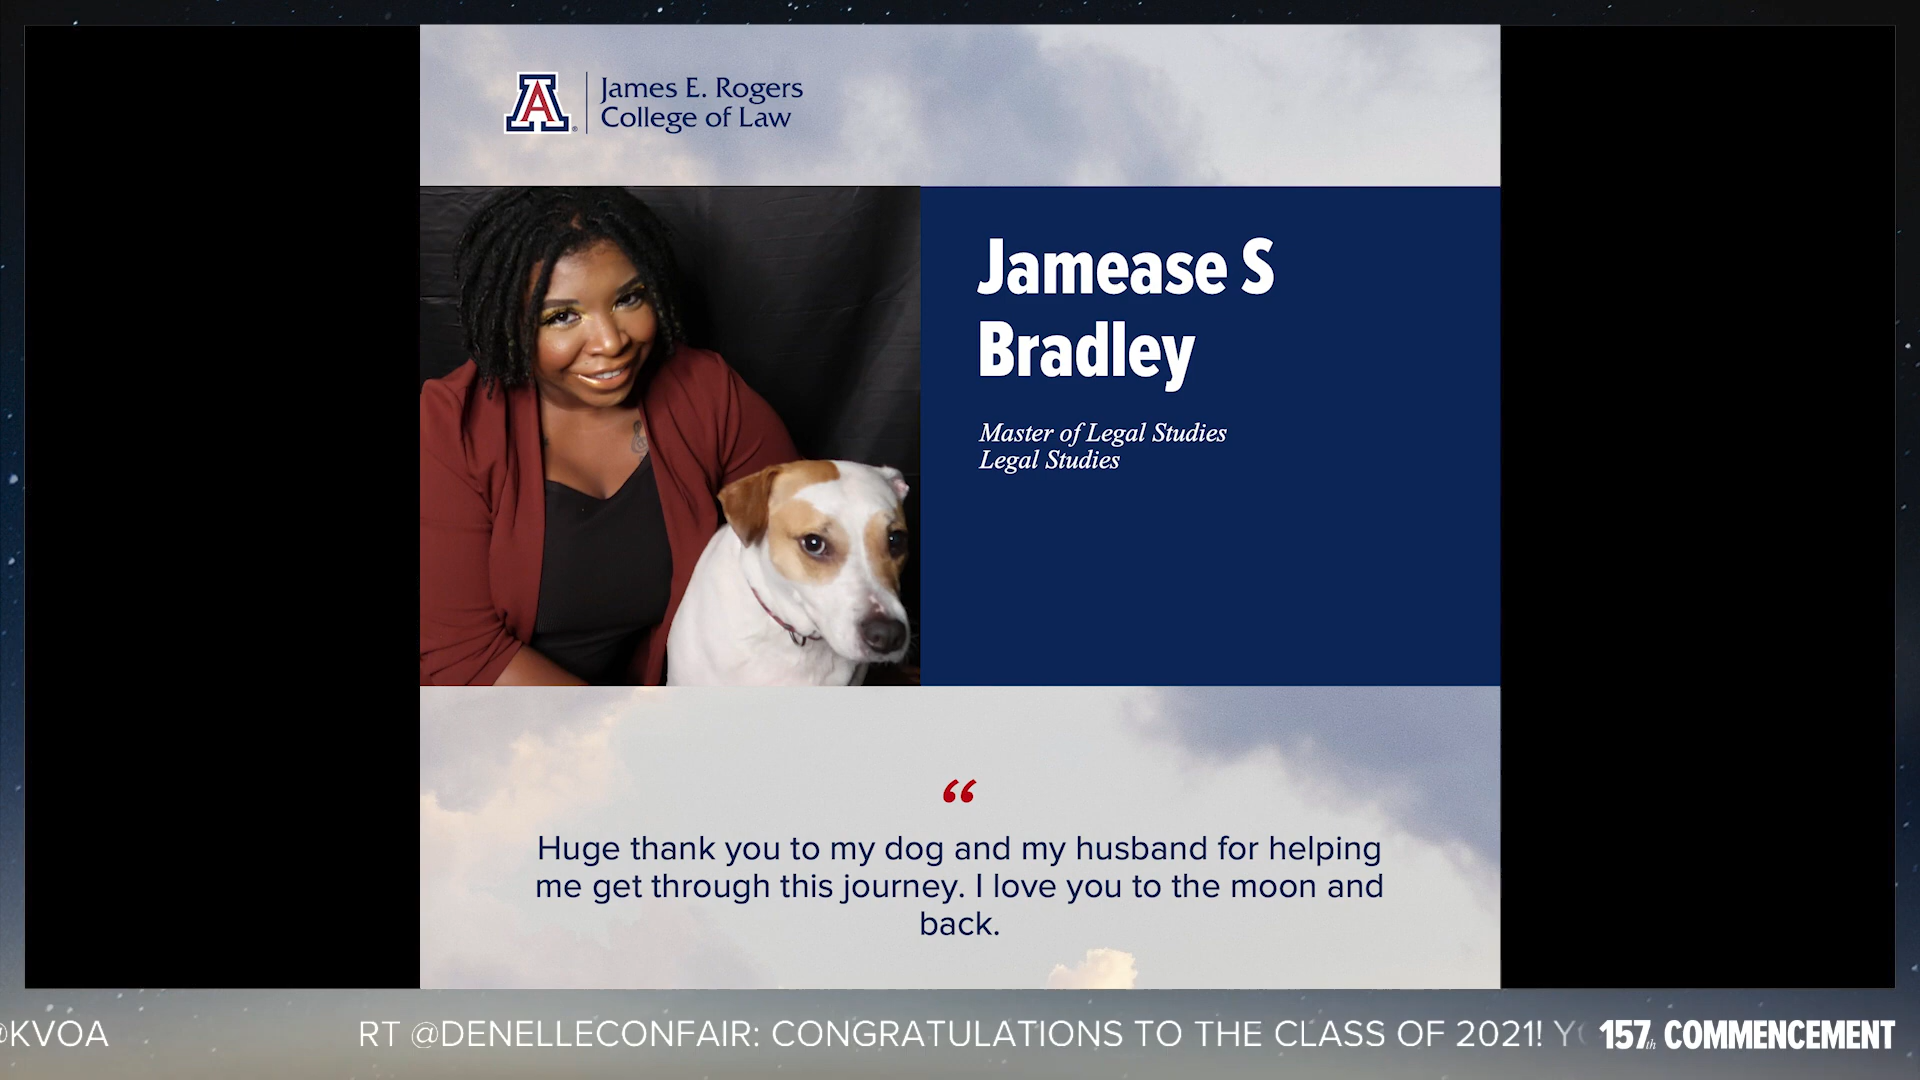 A
James E. Rogers
College of Law
Jamease S
Bradley
Master of Legal Studies
Legal Studies
“
Huge thank you to my dog and my husband for helping
me get through this journey. I love you to the moon and
back.
@KVOA RT @DENELLECONFAIR: CONGRATULATIONS TO THE CLASS OF 2021!
157th COMMENCEMENT